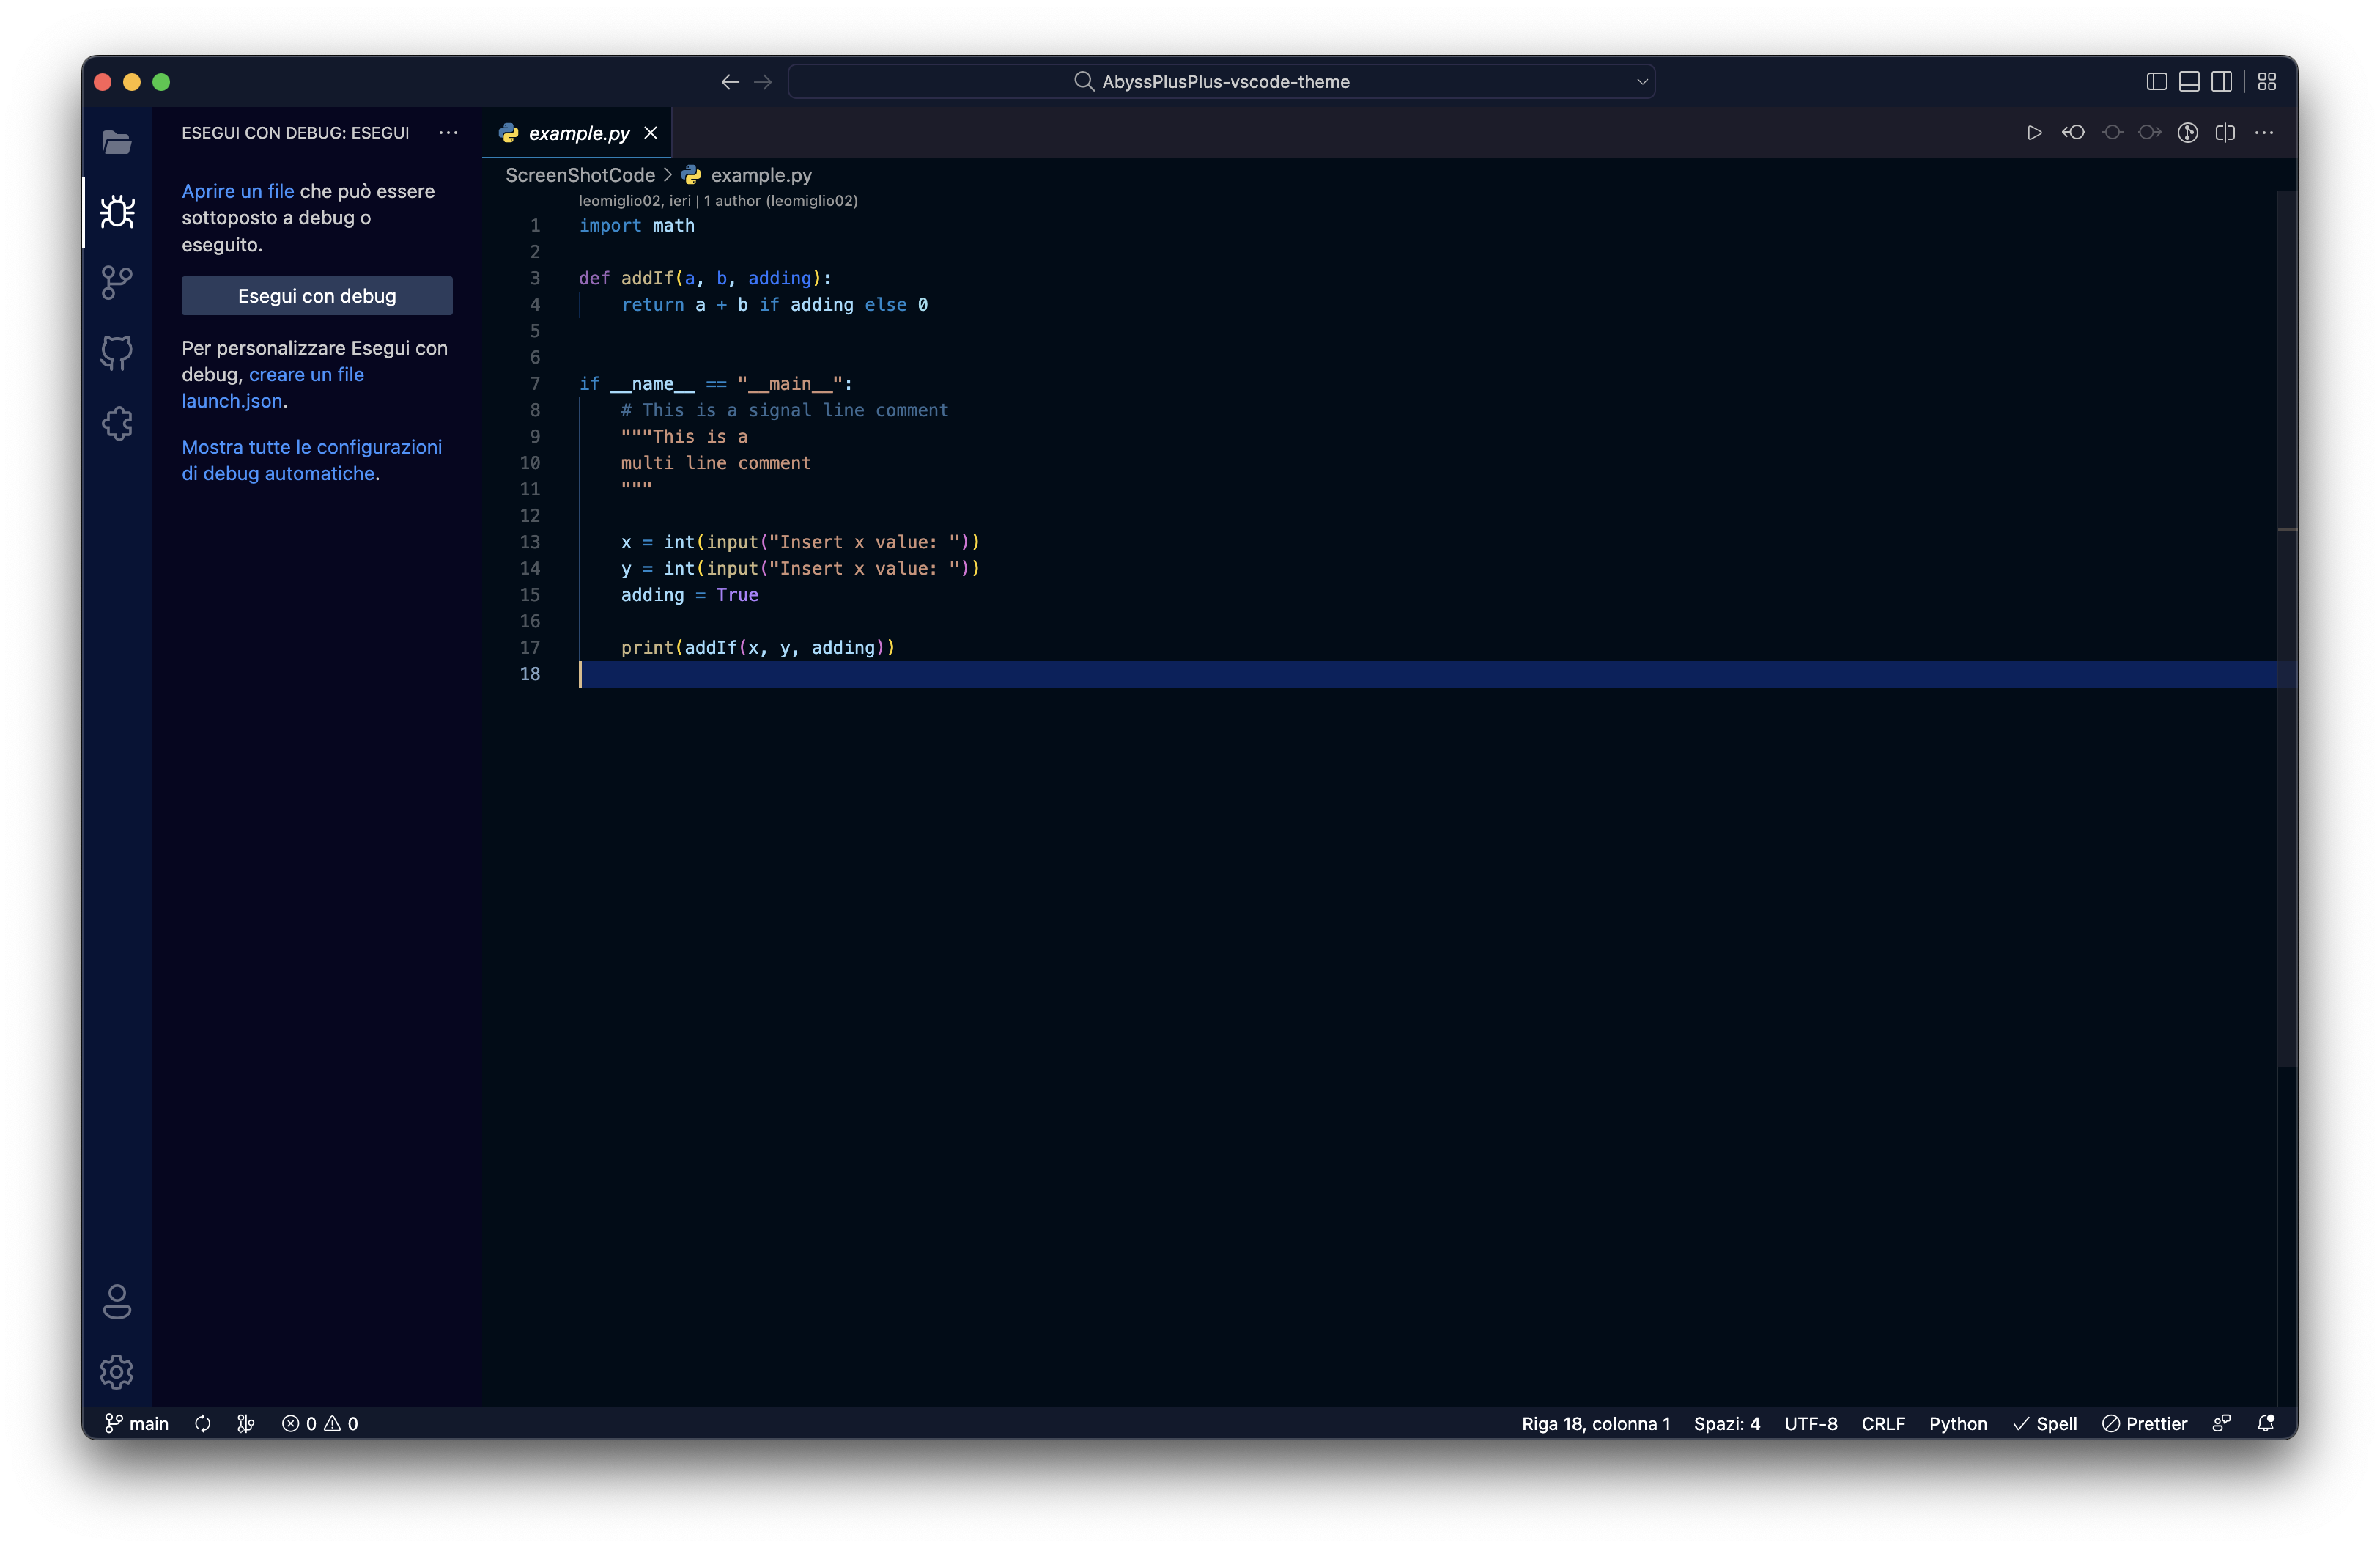 AbyssPlusPlus-vscode-theme
ESEGUI CON DEBUG: ESEGUI
Aprire un file che può essere
sottoposto a debug o
eseguito.
Esegui con debug
Per personalizzare Esegui con
debug, creare un file
launch.json.
Mostra tutte le configurazioni
di debug automatiche.
example.py
ScreenShotCode > example.py
leomiglio02, ieri | 1 author (leomiglio02)
1 import math
2
3 def addIf(a, b, adding):
4     return a + b if adding else 0
5
6
7 if __name__ == "__main__":
8     # This is a signal line comment
9     """This is a
10     multi line comment
11     """
12
13     x = int(input("Insert x value: "))
14     y = int(input("Insert x value: "))
15     adding = True
16
17     print(addIf(x, y, adding))
18
main 0 0 Riga 18, colonna 1 Spazi: 4 UTF-8 CRLF Python Spell Prettier